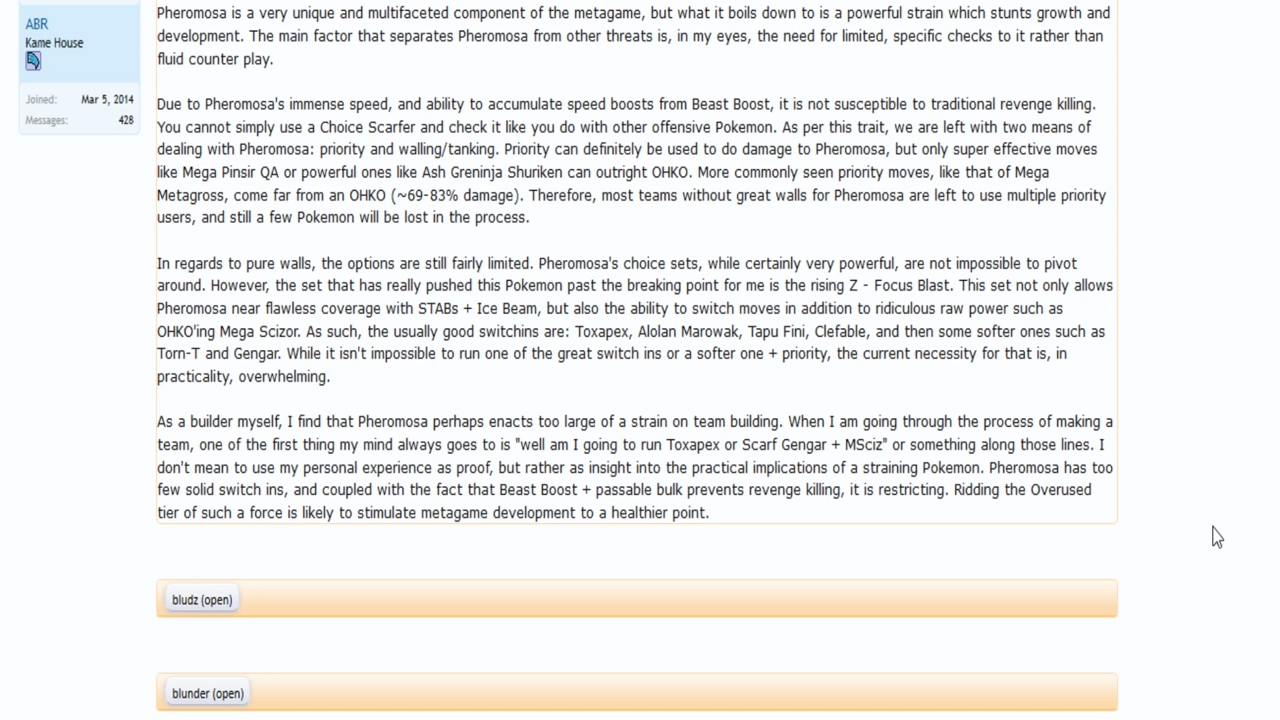 Pheromosa is a very unique and multifaceted component of the metagame, but what it boils down to is a powerful strain which stunts growth and
development. The main factor that separates Pheromosa from other threats is, in my eyes, the need for limited, specific checks to it rather than
fluid counter play.
ABR
Kame House
Joined: Mar 5, 2014
Messages: 428
Due to Pheromosa's immense speed, and ability to accumulate speed boosts from Beast Boost, it is not susceptible to traditional revenge killing.
You cannot simply use a Choice Scarfer and check it like you do with other offensive Pokemon. As per this trait, we are left with two means of
dealing with Pheromosa: priority and walling/tanking. Priority can definitely be used to do damage to Pheromosa, but only super effective moves
like Mega Pinsir QA or powerful ones like Ash Greninja Shuriken can outright OHKO. More commonly seen priority moves, like that of Mega
Metagross, come far from an OHKO (~69-83% damage). Therefore, most teams without great walls for Pheromosa are left to use multiple priority
users, and still a few Pokemon will be lost in the process.
In regards to pure walls, the options are still fairly limited. Pheromosa's choice sets, while certainly very powerful, are not impossible to pivot
around. However, the set that has really pushed this Pokemon past the breaking point for me is the rising Z - Focus Blast. This set not only allows
Pheromosa near flawless coverage with STABs + Ice Beam, but also the ability to switch moves in addition to ridiculous raw power such as
OHKO'ing Mega Scizor. As such, the usually good switchins are: Toxapex, Alolan Marowak, Tapu Fini, Clefable, and then some softer ones such as
Torn-T and Gengar. While it isn't impossible to run one of the great switch ins or a softer one + priority, the current necessity for that is, in
practicality, overwhelming.
As a builder myself, I find that Pheromosa perhaps enacts too large of a strain on team building. When I am going through the process of making a
team, one of the first thing my mind always goes to is "well am I going to run Toxapex or Scarf Gengar + MSciz" or something along those lines. I
don't mean to use my personal experience as proof, but rather as insight into the practical implications of a straining Pokemon. Pheromosa has too
few solid switch ins, and coupled with the fact that Beast Boost + passable bulk prevents revenge killing, it is restricting. Ridding the Overused
tier of such a force is likely to stimulate metagame development to a healthier point.
bludz (open)
blunder (open)